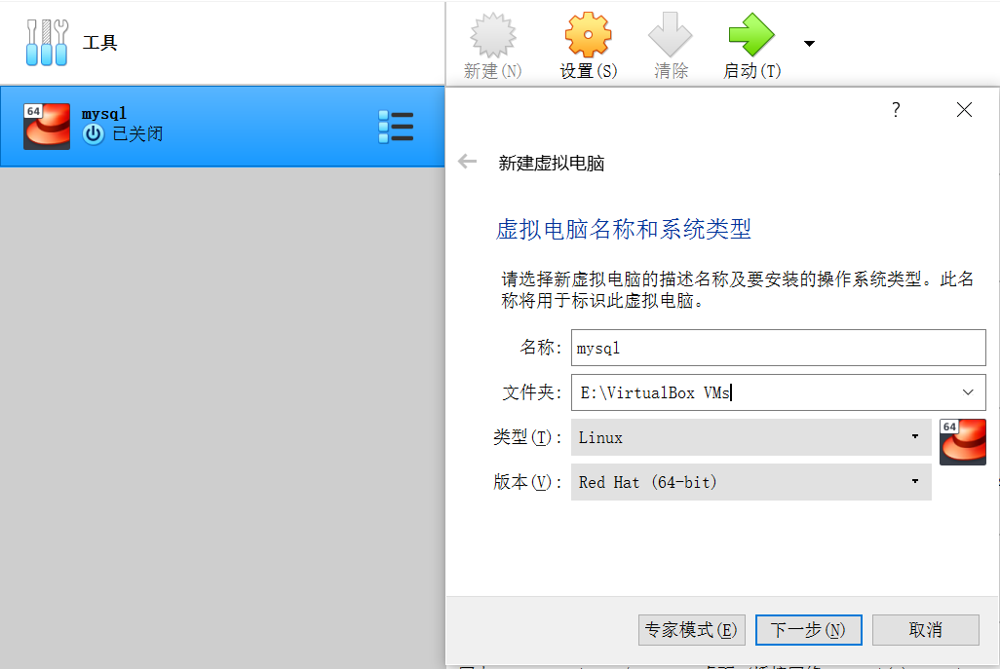 工具
新建(N)
设置(S)
清除
启动(T)
64
mysql
已关闭
?
新建虚拟电脑
虚拟电脑名称和系统类型
请选择新虚拟电脑的描述名称及要安装的操作系统类型。此名
称将用于标识此虚拟电脑。
名称: mysql
文件夹: E:\VirtualBox VMs
类型(T): Linux
64
版本(V): Red Hat (64-bit)
专家模式(E)
下一步(N)
取消